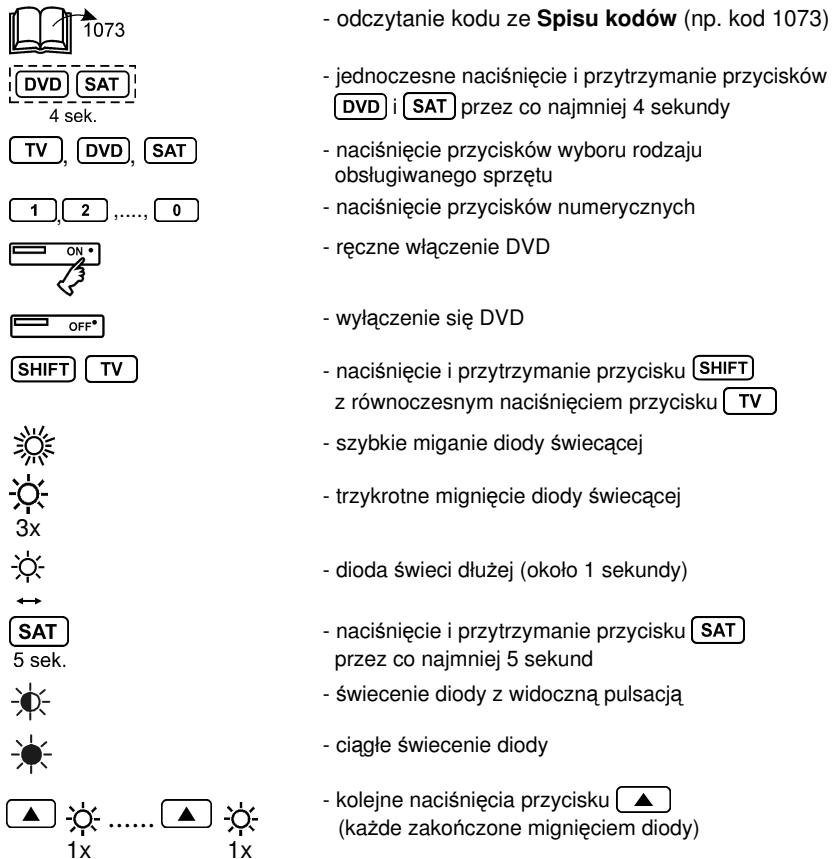 1073 - odczytanie kodu ze Spisu kodów (np. kod 1073)
DVD SAT - jednoczesne naciśnięcie i przytrzymanie przycisków
4 sek. DVD i SAT przez co najmniej 4 sekundy
TV, DVD, SAT - naciśnięcie przycisków wyboru rodzaju
obsługiwanego sprzętu
1, 2 ,...., 0 - naciśnięcie przycisków numerycznych
ON - ręczne włączenie DVD
OFF - wyłączenie się DVD
SHIFT TV - naciśnięcie i przytrzymanie przycisku SHIFT
z równoczesnym naciśnięciem przycisku TV
- szybkie miganie diody świecącej
- trzykrotne mignięcie diody świecącej
3x
- dioda świeci dłużej (około 1 sekundy)
SAT - naciśnięcie i przytrzymanie przycisku SAT
5 sek. przez co najmniej 5 sekund
- świecenie diody z widoczną pulsacją
- ciągłe świecenie diody
▲ ...... ▲ - kolejne naciśnięcia przycisku ▲
(każde zakończone mignięciem diody)
1x 1x